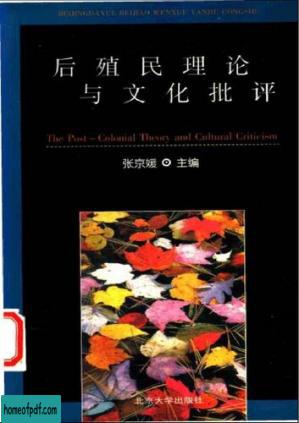 BEIJINGDAXUE BIJIAO WENXUE YANJIU CONGSHU
后殖民理论
与文化批评
The Post－Colonial Theory and Cultural Criticism
张京媛 主编
北京大学出版社
homeofpdf.com